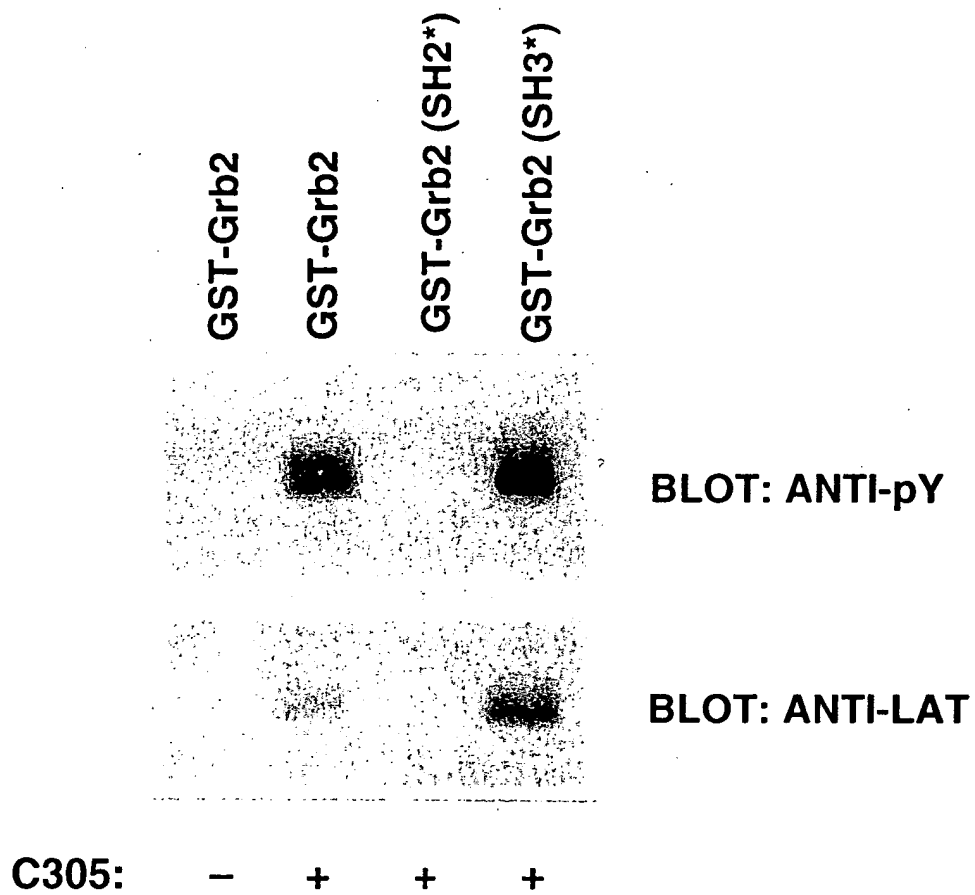 GST-Grb2
GST-Grb2
GST-Grb2 (SH2*)
GST-Grb2 (SH3*)
BLOT: ANTI-pY
BLOT: ANTI-LAT
C305: – + + +